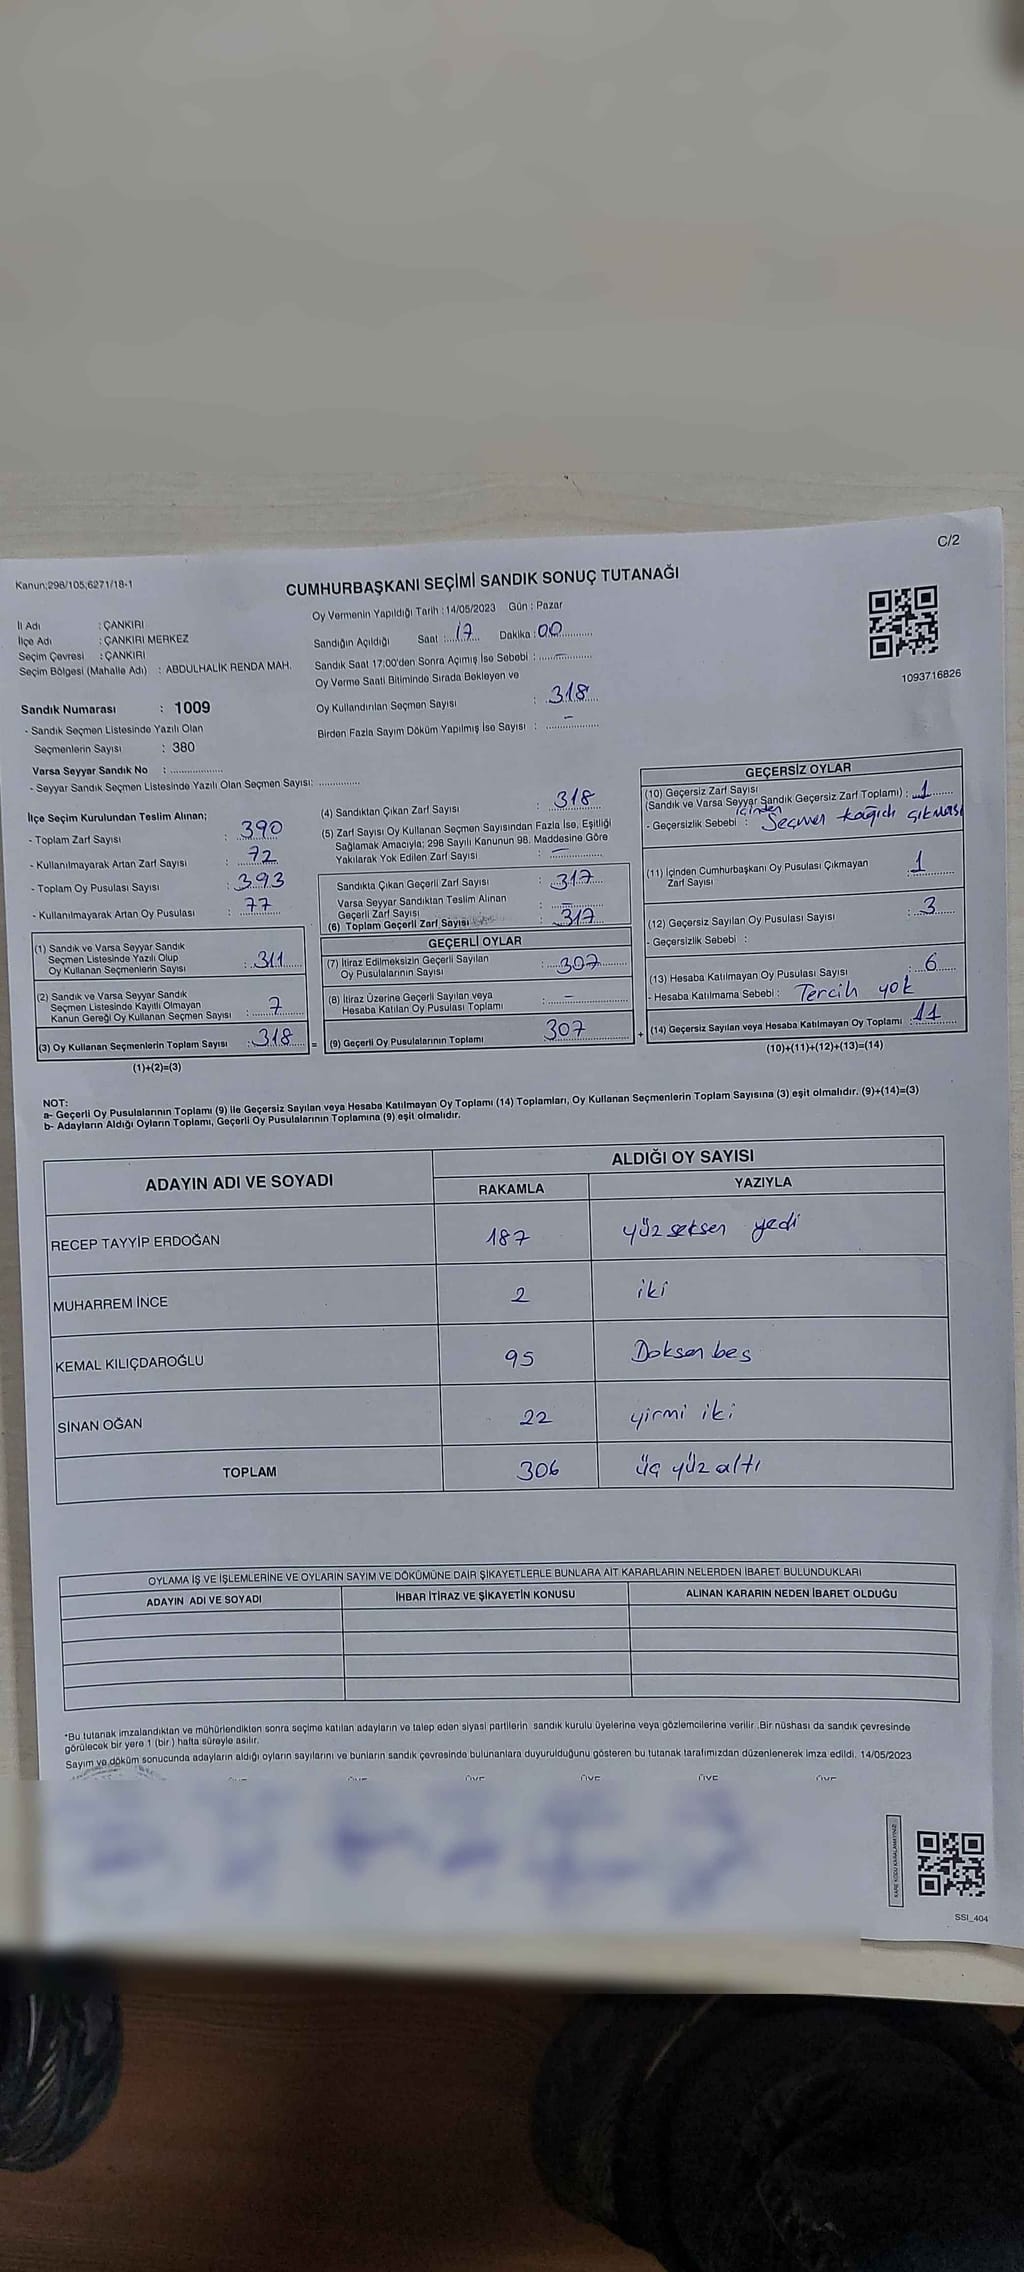 C/2
Kanun;298/105;6271/18-1
CUMHURBAŞKANI SEÇİMİ SANDIK SONUÇ TUTANAĞI
İl Adı : ÇANKIRI
İlçe Adı : ÇANKIRI MERKEZ
Seçim Çevresi : ÇANKIRI
Seçim Bölgesi (Mahalle Adı) : ABDULHALİK RENDA MAH.
Sandık Numarası : 1009
- Sandık Seçmen Listesinde Yazılı Olan
Seçmenlerin Sayısı : 380
Varsa Seyyar Sandık No : ..................
- Seyyar Sandık Seçmen Listesinde Yazılı Olan Seçmen Sayısı: .............
Oy Vermenin Yapıldığı Tarih : 14/05/2023 Gün : Pazar
Sandığın Açıldığı Saat : 17 Dakika : 00
Sandık Saat 17:00'den Sonra Açımış İse Sebebi : –
Oy Verme Saati Bitiminde Sırada Bekleyen ve
Oy Kullandırılan Seçmen Sayısı : 318
Birden Fazla Sayım Döküm Yapılmış İse Sayısı : –
1093716826
İlçe Seçim Kurulundan Teslim Alınan;
- Toplam Zarf Sayısı : 390
- Kullanılmayarak Artan Zarf Sayısı : 72
- Toplam Oy Pusulası Sayısı : 393
- Kullanılmayarak Artan Oy Pusulası : 77
(1) Sandık ve Varsa Seyyar Sandık
Seçmen Listesinde Yazılı Olup
Oy Kullanan Seçmenlerin Sayısı : 311
(2) Sandık ve Varsa Seyyar Sandık
Seçmen Listesinde Kayıtlı Olmayan
Kanun Gereği Oy Kullanan Seçmen Sayısı : 7
(3) Oy Kullanan Seçmenlerin Toplam Sayısı : 318
(1)+(2)=(3)
(4) Sandıktan Çıkan Zarf Sayısı : 318
(5) Zarf Sayısı Oy Kullanan Seçmen Sayısından Fazla İse, Eşitliği
Sağlamak Amacıyla; 298 Sayılı Kanunun 98. Maddesine Göre
Yakılarak Yok Edilen Zarf Sayısı : –
Sandıkta Çıkan Geçerli Zarf Sayısı : 317
Varsa Seyyar Sandıktan Teslim Alınan
Geçerli Zarf Sayısı : –
(6) Toplam Geçerli Zarf Sayısı 317
GEÇERLİ OYLAR
(7) İtiraz Edilmeksizin Geçerli Sayılan
Oy Pusulalarının Sayısı : 307
(8) İtiraz Üzerine Geçerli Sayılan veya
Hesaba Katılan Oy Pusulası Toplamı : –
= (9) Geçerli Oy Pusulalarının Toplamı 307
GEÇERSİZ OYLAR
(10) Geçersiz Zarf Sayısı
(Sandık ve Varsa Seyyar Sandık Geçersiz Zarf Toplamı) : 1
- Geçersizlik Sebebi : içinden Seçmen kağıdı çıkması
(11) İçinden Cumhurbaşkanı Oy Pusulası Çıkmayan
Zarf Sayısı : 1
(12) Geçersiz Sayılan Oy Pusulası Sayısı : 3
- Geçersizlik Sebebi :
(13) Hesaba Katılmayan Oy Pusulası Sayısı : 6
- Hesaba Katılmama Sebebi : Tercih yok
+ (14) Geçersiz Sayılan veya Hesaba Katılmayan Oy Toplamı : 11
(10)+(11)+(12)+(13)=(14)
NOT:
a- Geçerli Oy Pusulalarının Toplamı (9) ile Geçersiz Sayılan veya Hesaba Katılmayan Oy Toplamı (14) Toplamları, Oy Kullanan Seçmenlerin Toplam Sayısına (3) eşit olmalıdır. (9)+(14)=(3)
b- Adayların Aldığı Oyların Toplamı, Geçerli Oy Pusulalarının Toplamına (9) eşit olmalıdır.
ADAYIN ADI VE SOYADI ALDIĞI OY SAYISI
RAKAMLA YAZIYLA
RECEP TAYYİP ERDOĞAN 187 yüz seksen yedi
MUHARREM İNCE 2 iki
KEMAL KILIÇDAROĞLU 95 Doksan beş
SİNAN OĞAN 22 yirmi iki
TOPLAM 306 üç yüz altı
OYLAMA İŞ VE İŞLEMLERİNE VE OYLARIN SAYIM VE DÖKÜMÜNE DAİR ŞİKAYETLERLE BUNLARA AİT KARARLARIN NELERDEN İBARET BULUNDUKLARI
ADAYIN ADI VE SOYADI İHBAR İTİRAZ VE ŞİKAYETİN KONUSU ALINAN KARARIN NEDEN İBARET OLDUĞU
*Bu tutanak imzalandıktan ve mühürlendikten sonra seçime katılan adayların ve talep eden siyasi partilerin sandık kurulu üyelerine veya gözlemcilerine verilir .Bir nüshası da sandık çevresinde
görülecek bir yere 1 (bir ) hafta süreyle asılır.
Sayım ve döküm sonucunda adayların aldığı oyların sayılarını ve bunların sandık çevresinde bulunanlara duyurulduğunu gösteren bu tutanak tarafımızdan düzenlenerek imza edildi. 14/05/2023
ÜYE ÜYE ÜYE ÜYE
SSI_404